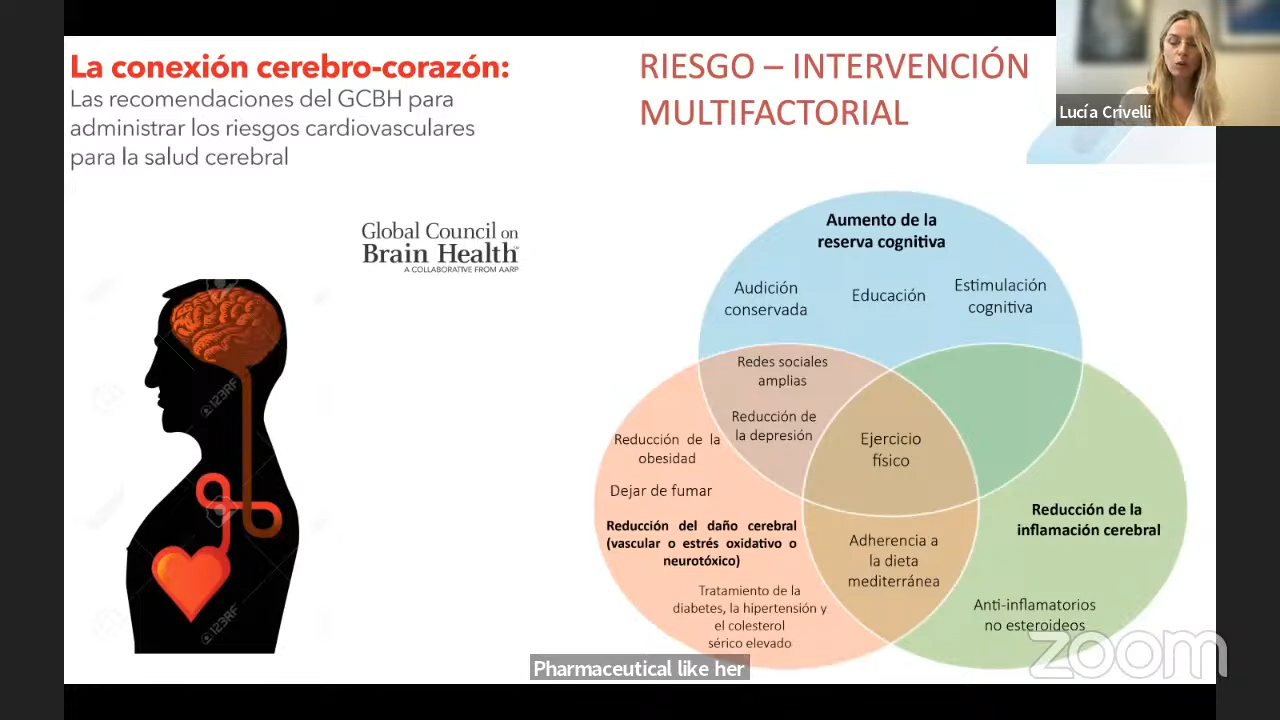 La conexión cerebro-corazón:
Las recomendaciones del GCBH para
administrar los riesgos cardiovasculares
para la salud cerebral
RIESGO – INTERVENCIÓN
MULTIFACTORIAL
Lucía Crivelli
Global Council on
Brain Health
A COLLABORATIVE FROM AARP
123RF
123RF
123RF
Aumento de la
reserva cognitiva
Audición
conservada
Educación
Estimulación
cognitiva
Redes sociales
amplias
Reducción de
la depresión
Reducción de la
obesidad
Dejar de fumar
Reducción del daño cerebral
(vascular o estrés oxidativo o
neurotóxico)
Tratamiento de la
diabetes, la hipertensión y
el colesterol
sérico elevado
Ejercicio
físico
Adherencia a
la dieta
mediterránea
Reducción de la
inflamación cerebral
Anti-inflamatorios
no esteroideos
Pharmaceutical like her
zoom